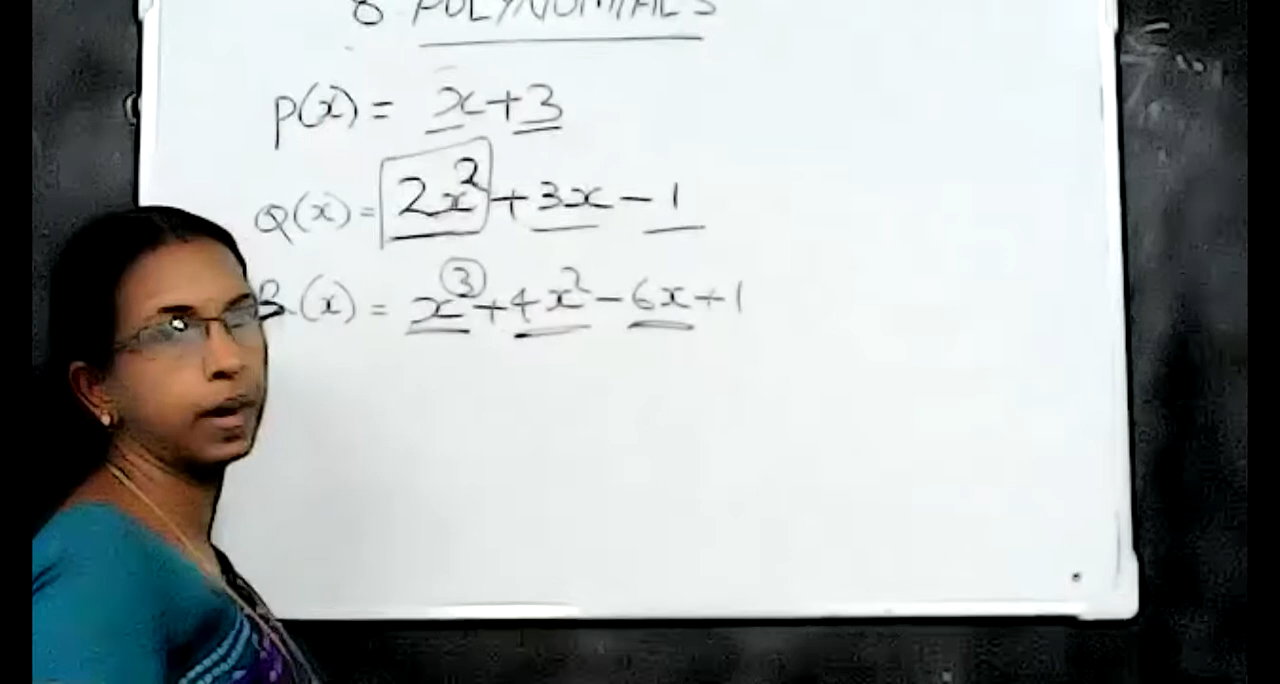 8 POLYNOMIALS
P(x) = x+3
Q(x) = 2x²+3x-1
R(x) = x³+4x²-6x+1